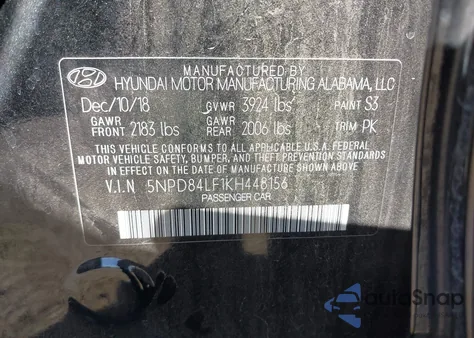 MANUFACTURED BY
HYUNDAI MOTOR MANUFACTURING ALABAMA, LLC
Dec/10/18 GVWR 3924 lbs PAINT S3
GAWR FRONT 2183 lbs GAWR REAR 2006 lbs TRIM PK
THIS VEHICLE CONFORMS TO ALL APPLICABLE U.S.A FEDERAL
MOTOR VEHICLE SAFETY, BUMPER, AND THEFT PREVENTION STANDARDS
IN EFFECT ON THE DATE OF MANUFACTURE SHOWN ABOVE.
V.I.N 5NPD84LF1KH448156
PASSENGER CAR
autoSnap